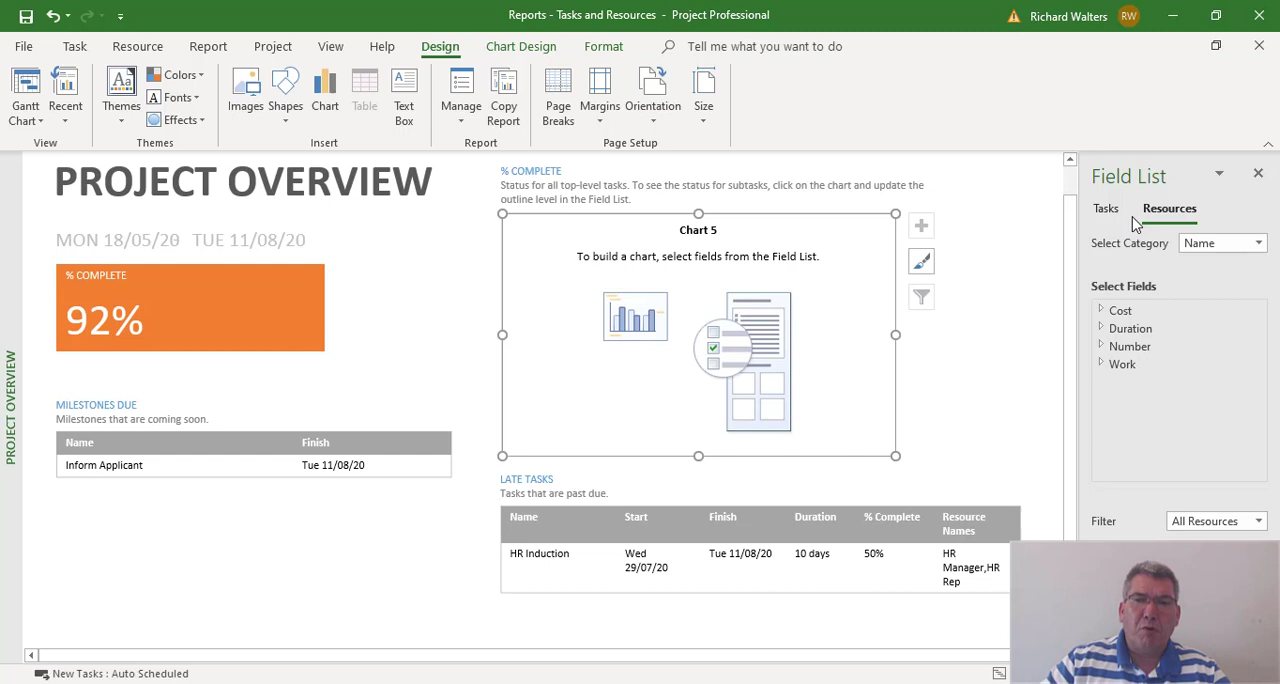 Reports - Tasks and Resources - Project Professional
Richard Walters RW
File Task Resource Report Project View Help Design Chart Design Format Tell me what you want to do
Gantt Chart Recent
View
Themes Colors Fonts Effects
Themes
Images Shapes Chart Table Text Box
Insert
Manage Copy Report
Report
Page Breaks Margins Orientation Size
Page Setup
PROJECT OVERVIEW
PROJECT OVERVIEW
MON 18/05/20 TUE 11/08/20
% COMPLETE
92%
MILESTONES DUE
Milestones that are coming soon.
Name Finish
Inform Applicant Tue 11/08/20
% COMPLETE
Status for all top-level tasks. To see the status for subtasks, click on the chart and update the
outline level in the Field List.
Chart 5
To build a chart, select fields from the Field List.
LATE TASKS
Tasks that are past due.
Name Start Finish Duration % Complete Resource Names
HR Induction Wed 29/07/20 Tue 11/08/20 10 days 50% HR Manager,HR Rep
Field List
Tasks Resources
Select Category Name
Select Fields
Cost
Duration
Number
Work
Filter All Resources
New Tasks : Auto Scheduled